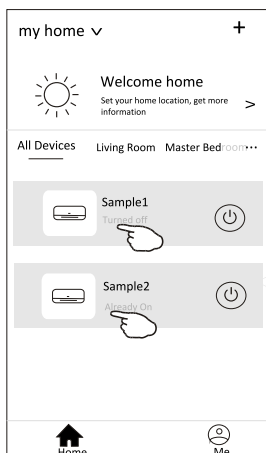 my home
Welcome home
Set your home location, get more
information
All Devices Living Room Master Bedroom
Sample1
Turned off
Sample2
Already On
Home Me